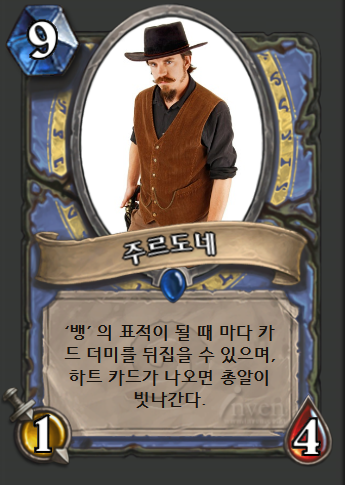 9
주르도네
‘뱅’ 의 표적이 될 때 마다 카
드 더미를 뒤집을 수 있으며,
하트 카드가 나오면 총알이
빗나간다.
inven
1
4